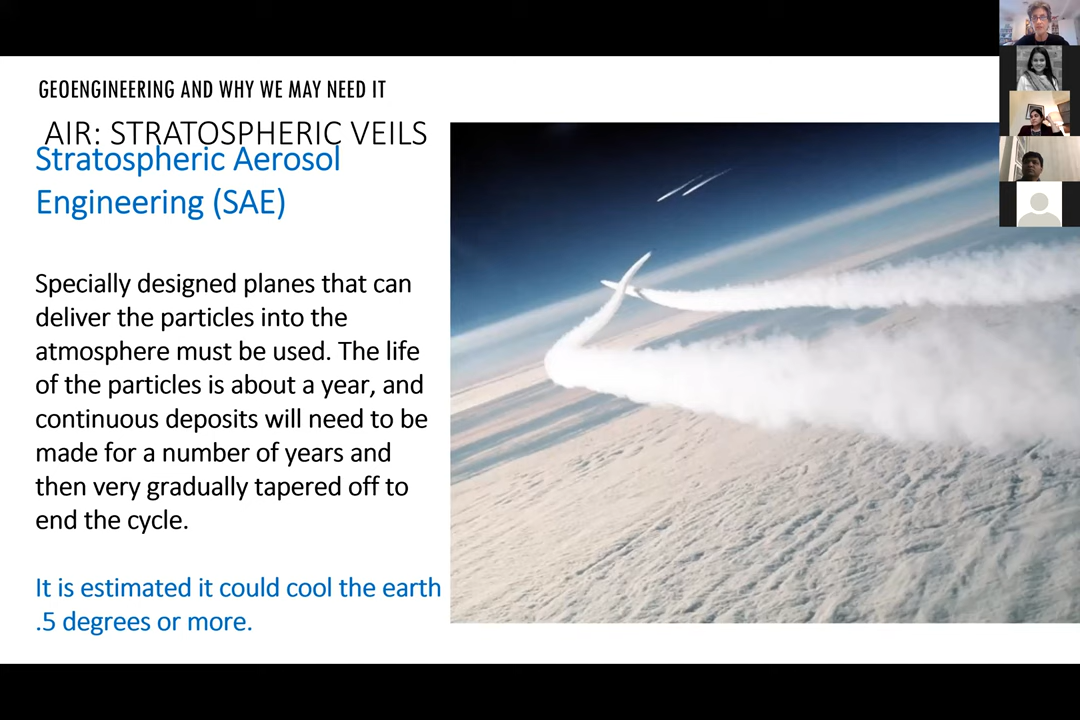 GEOENGINEERING AND WHY WE MAY NEED IT
AIR: STRATOSPHERIC VEILS
Stratospheric Aerosol
Engineering (SAE)
Specially designed planes that can
deliver the particles into the
atmosphere must be used. The life
of the particles is about a year, and
continuous deposits will need to be
made for a number of years and
then very gradually tapered off to
end the cycle.
It is estimated it could cool the earth
.5 degrees or more.